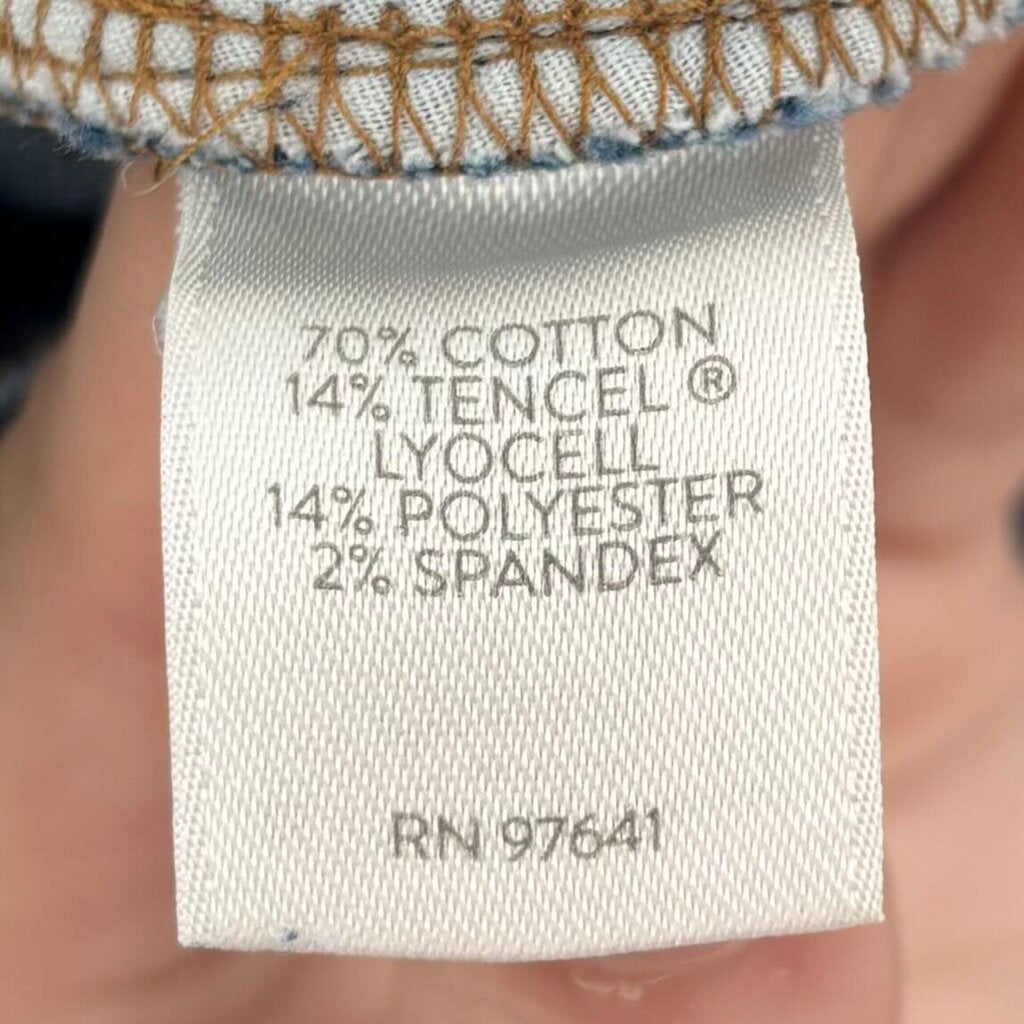 70% COTTON
14% TENCEL ®
LYOCELL
14% POLYESTER
2% SPANDEX
RN 97641